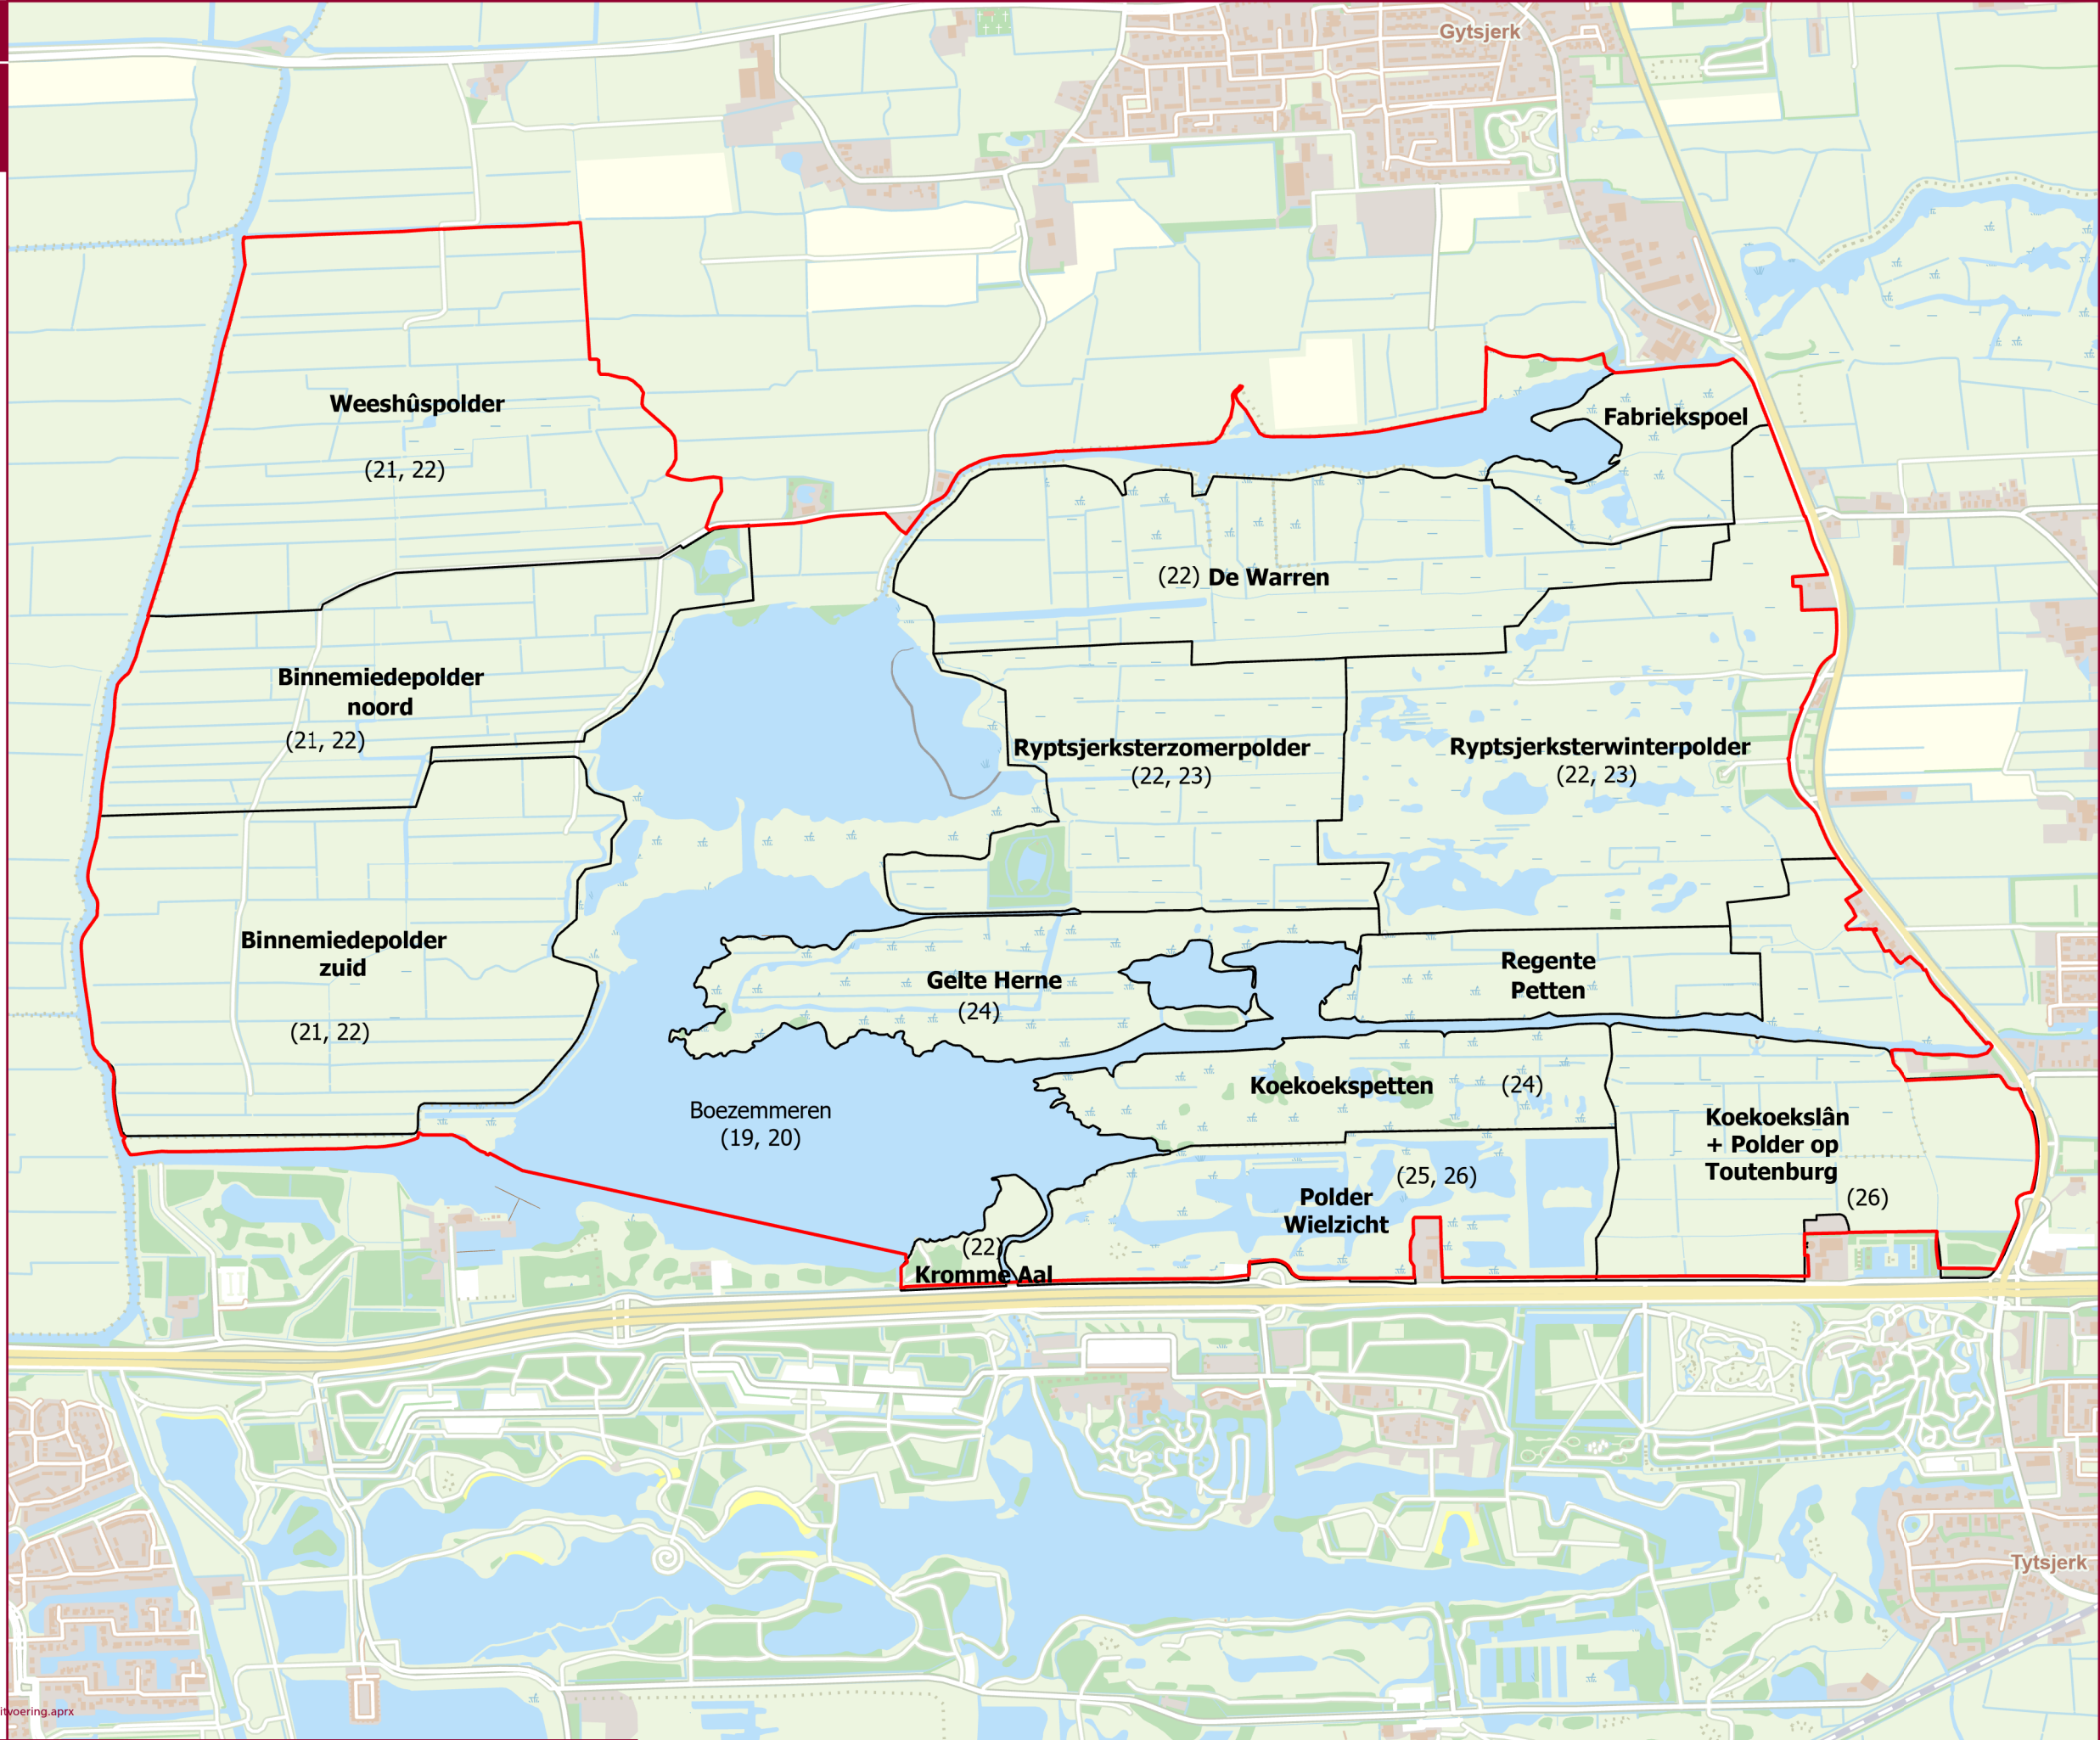 Gytsjerk
Weeshûspolder
(21, 22)
Fabriekspoel
(22) De Warren
Binnemiedepolder
noord
(21, 22)
Ryptsjerksterzomerpolder
(22, 23)
Ryptsjerksterwinterpolder
(22, 23)
Binnemiedepolder
zuid
(21, 22)
Gelte Herne
(24)
Regente
Petten
Koekoekspetten (24)
Boezemmeren
(19, 20)
Koekoekslân
+ Polder op
Toutenburg
(26)
(25, 26)
Polder
Wielzicht
(22)
Kromme Aal
Tytsjerk
itvoering.aprx